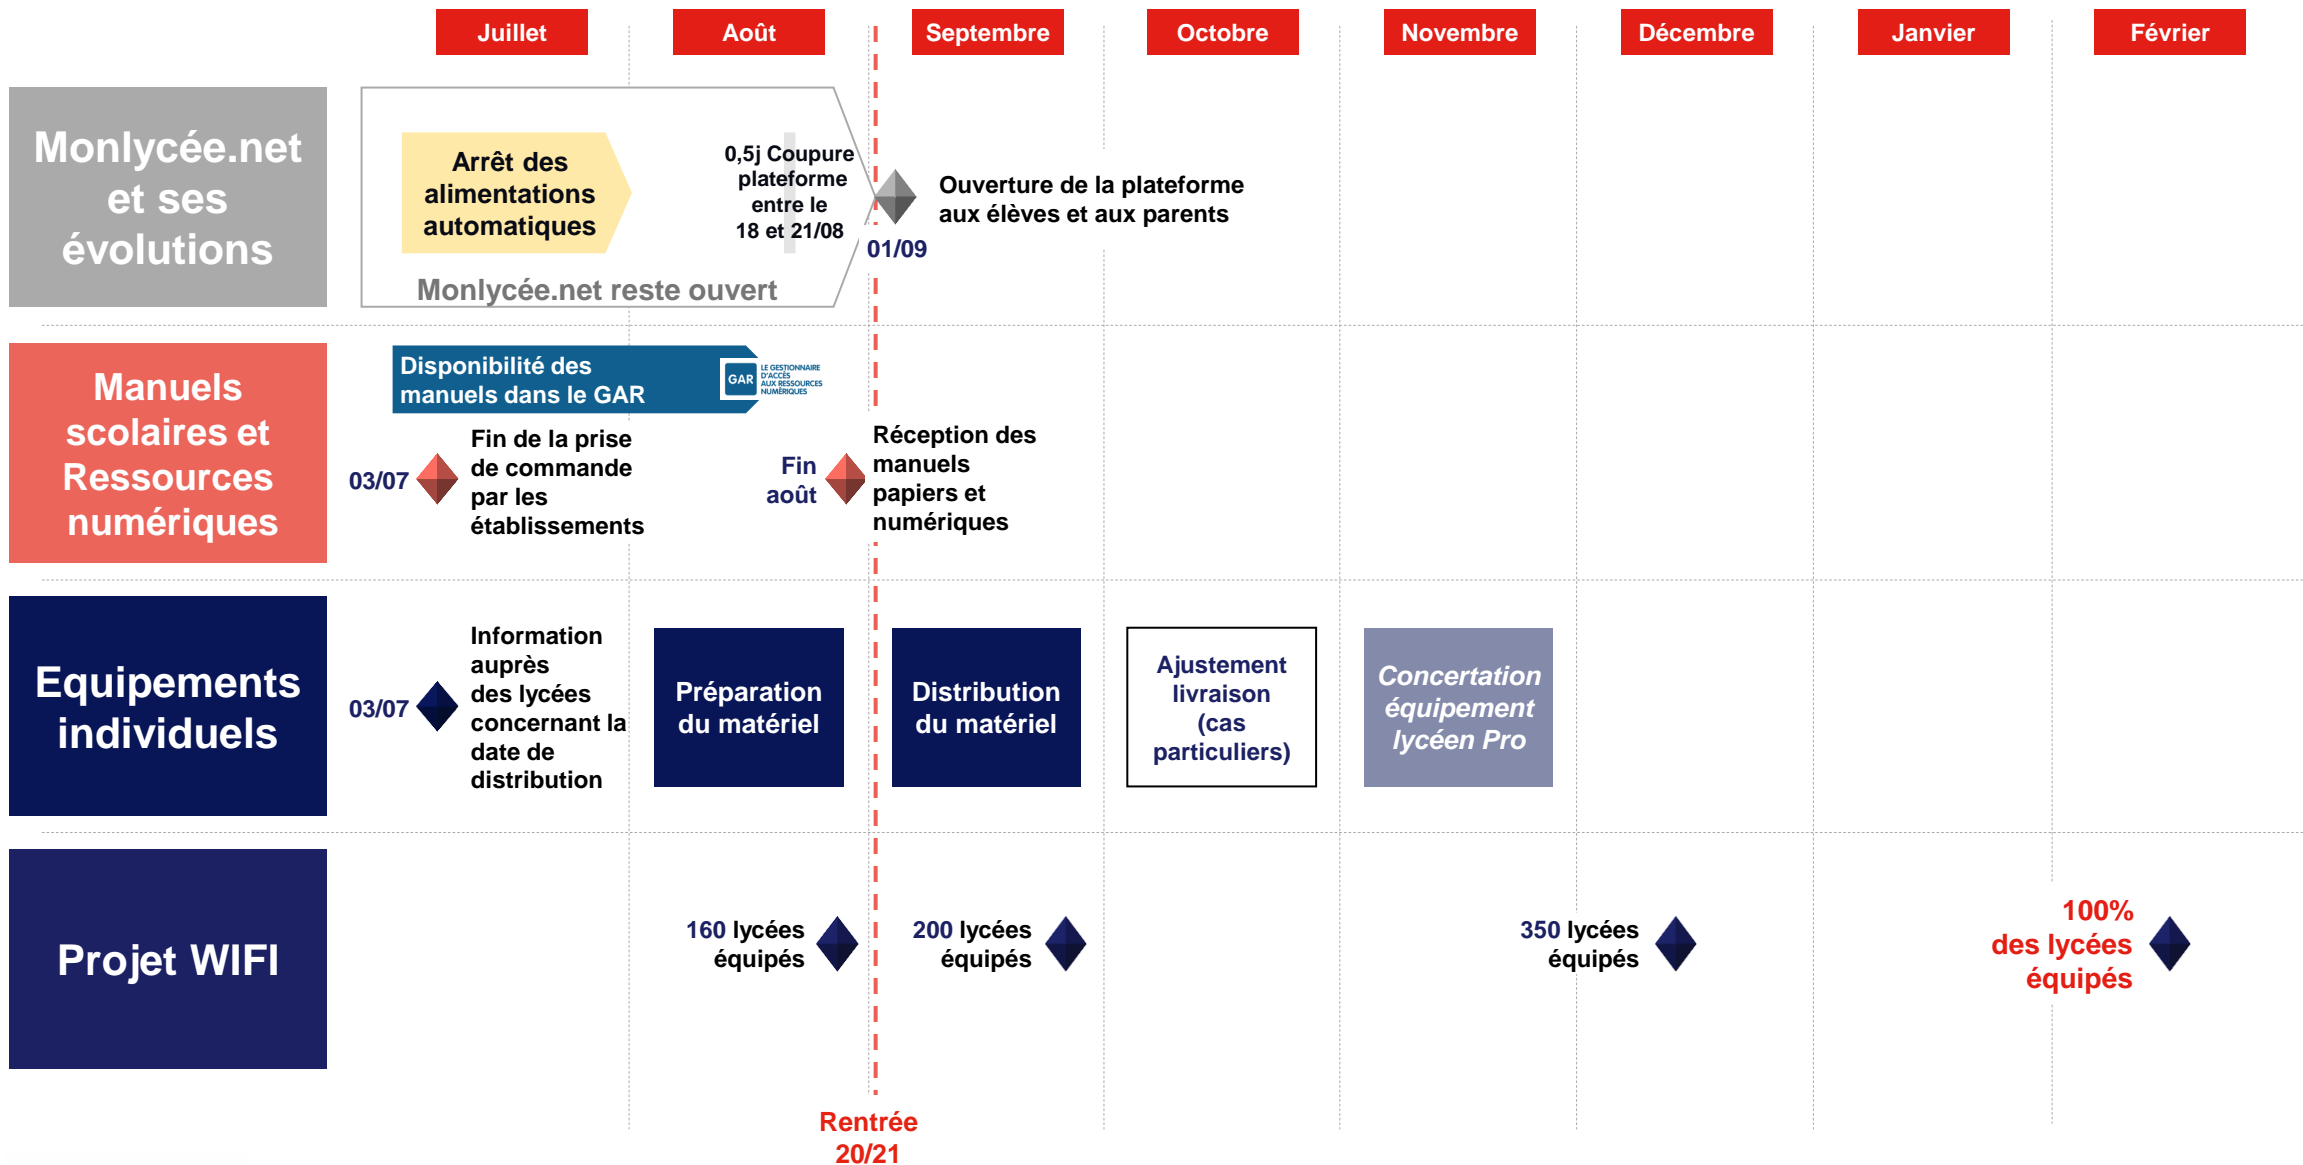 Juillet
Août
Septembre
Octobre
Novembre
Décembre
Janvier
Février
Monlycée.net
et ses
évolutions
Arrêt des
alimentations
automatiques
0,5j Coupure
plateforme
entre le
18 et 21/08
Monlycée.net reste ouvert
01/09
Ouverture de la plateforme
aux élèves et aux parents
Manuels
scolaires et
Ressources
numériques
Disponibilité des
manuels dans le GAR
GAR
LE GESTIONNAIRE
D'ACCÈS
AUX RESSOURCES
NUMÉRIQUES
03/07
Fin de la prise
de commande
par les
établissements
Fin
août
Réception des
manuels
papiers et
numériques
Equipements
individuels
03/07
Information
auprès
des lycées
concernant la
date de
distribution
Préparation
du matériel
Distribution
du matériel
Ajustement
livraison
(cas
particuliers)
Concertation
équipement
lycéen Pro
Projet WIFI
160 lycées
équipés
200 lycées
équipés
350 lycées
équipés
100%
des lycées
équipés
Rentrée
20/21